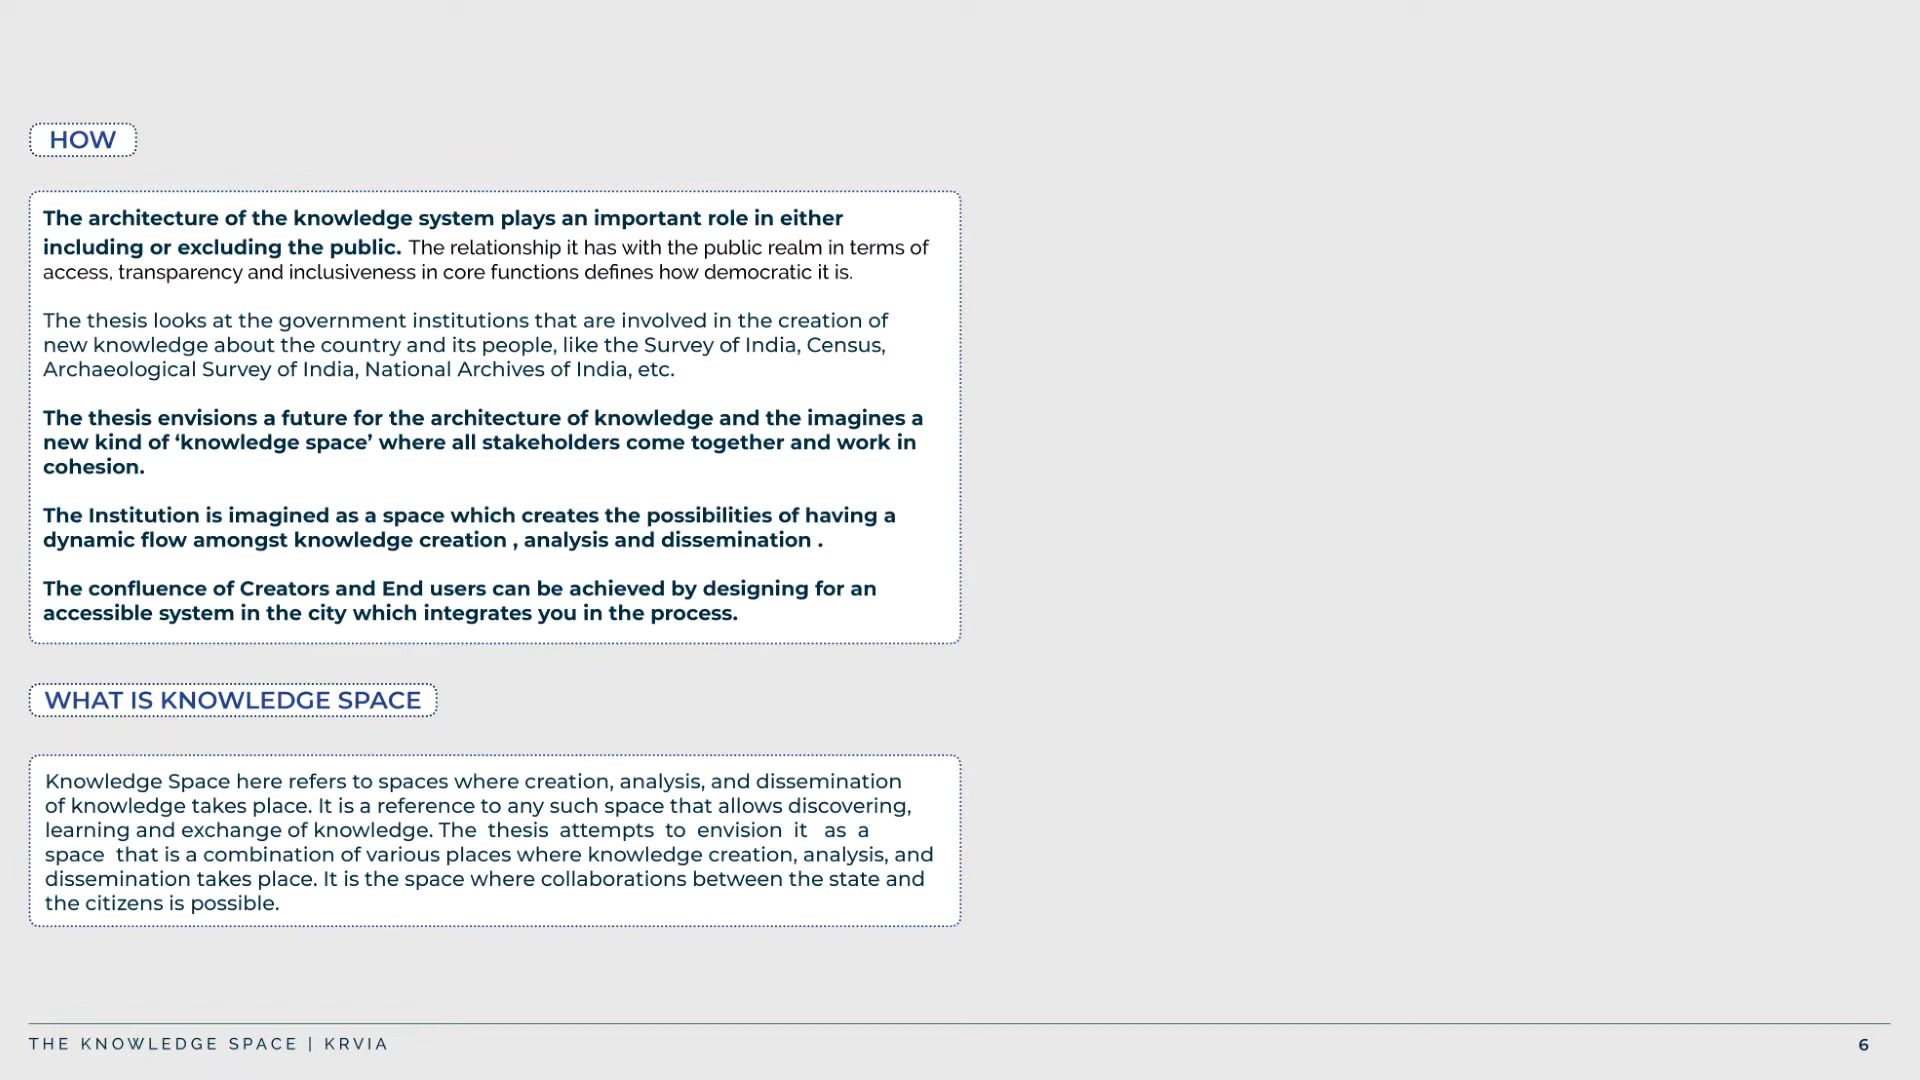 HOW
The architecture of the knowledge system plays an important role in either
including or excluding the public. The relationship it has with the public realm in terms of
access, transparency and inclusiveness in core functions defines how democratic it is.
The thesis looks at the government institutions that are involved in the creation of
new knowledge about the country and its people, like the Survey of India, Census,
Archaeological Survey of India, National Archives of India, etc.
The thesis envisions a future for the architecture of knowledge and the imagines a
new kind of ‘knowledge space’ where all stakeholders come together and work in
cohesion.
The Institution is imagined as a space which creates the possibilities of having a
dynamic flow amongst knowledge creation , analysis and dissemination .
The confluence of Creators and End users can be achieved by designing for an
accessible system in the city which integrates you in the process.
WHAT IS KNOWLEDGE SPACE
Knowledge Space here refers to spaces where creation, analysis, and dissemination
of knowledge takes place. It is a reference to any such space that allows discovering,
learning and exchange of knowledge. The thesis attempts to envision it as a
space that is a combination of various places where knowledge creation, analysis, and
dissemination takes place. It is the space where collaborations between the state and
the citizens is possible.
THE KNOWLEDGE SPACE | KRVIA
6